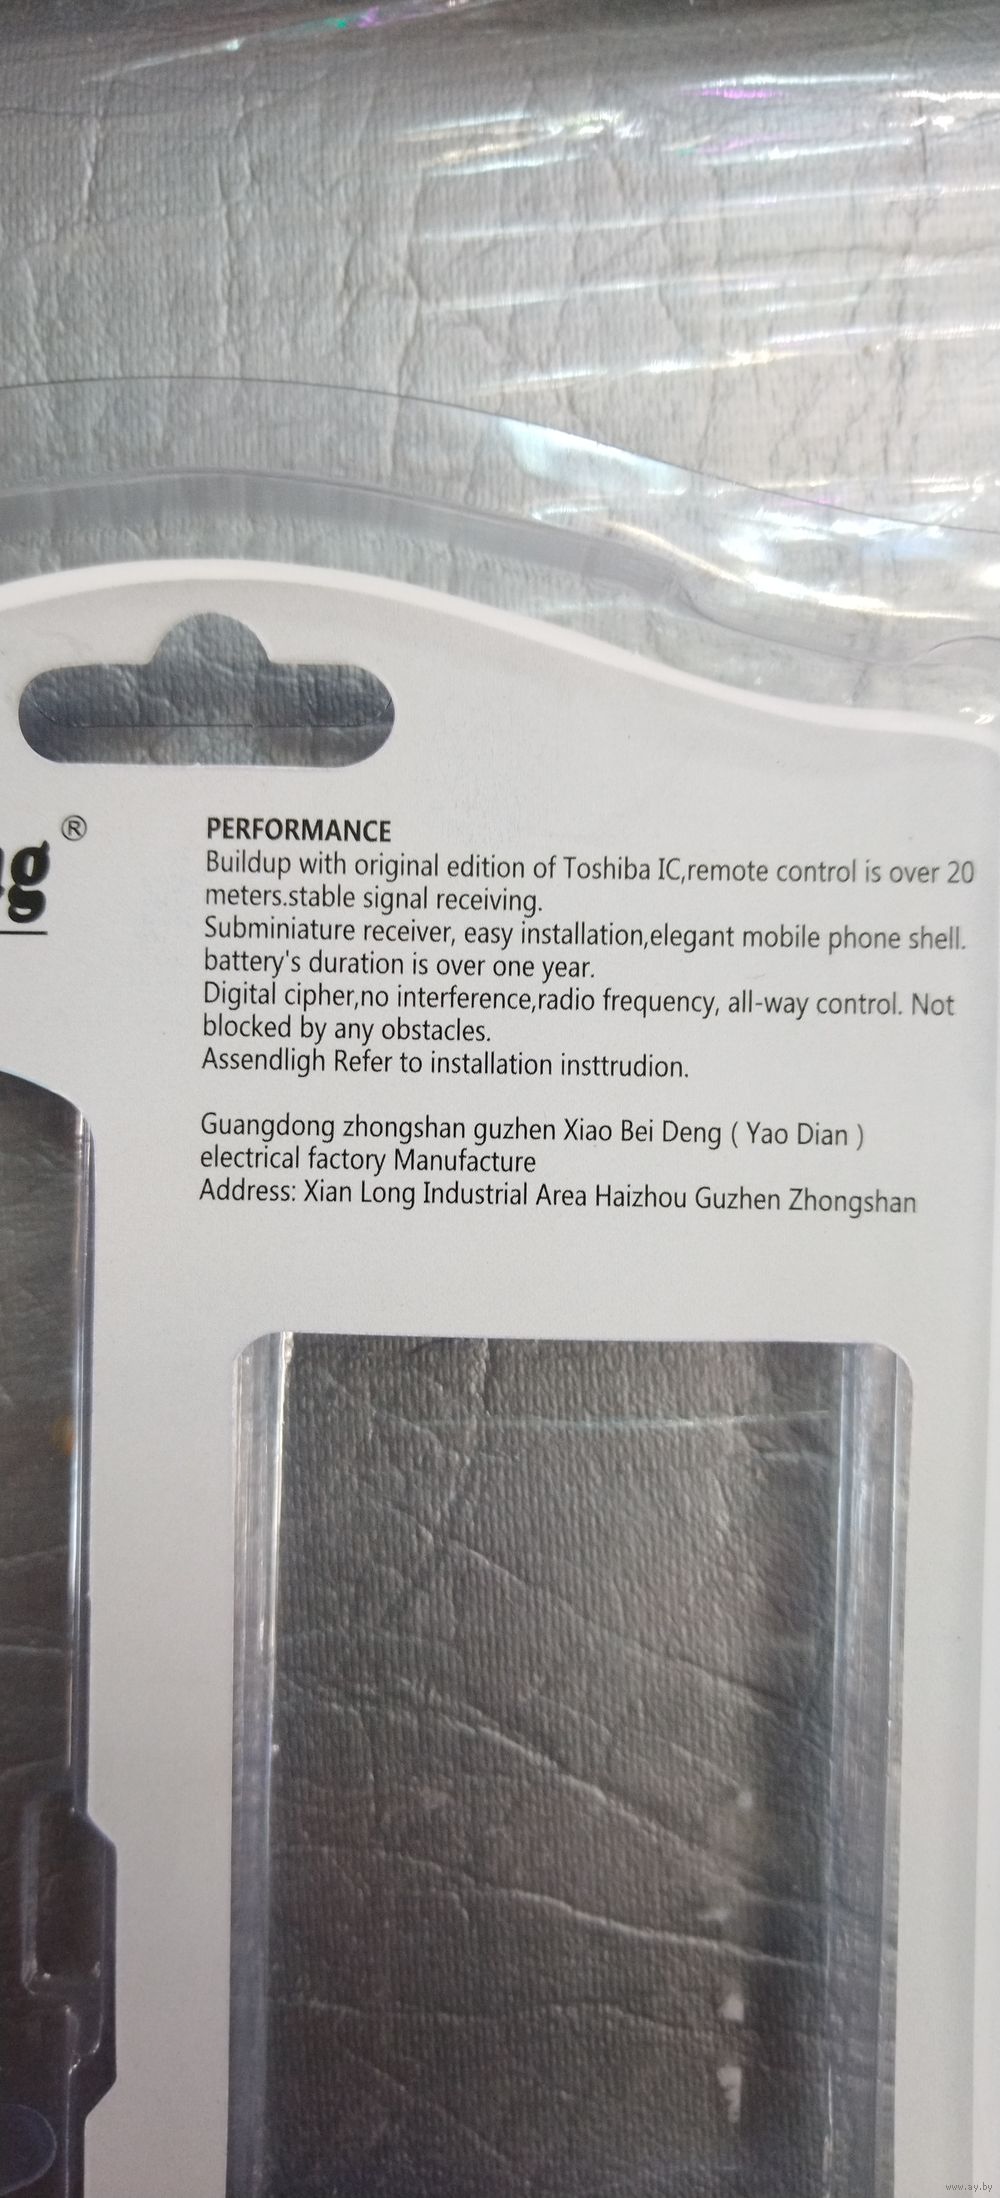 g®
PERFORMANCE
Buildup with original edition of Toshiba IC,remote control is over 20
meters.stable signal receiving.
Subminiature receiver, easy installation,elegant mobile phone shell.
battery's duration is over one year.
Digital cipher,no interference,radio frequency, all-way control. Not
blocked by any obstacles.
Assendligh Refer to installation insttrudion.
Guangdong zhongshan guzhen Xiao Bei Deng ( Yao Dian )
electrical factory Manufacture
Address: Xian Long Industrial Area Haizhou Guzhen Zhongshan
www.ay.by